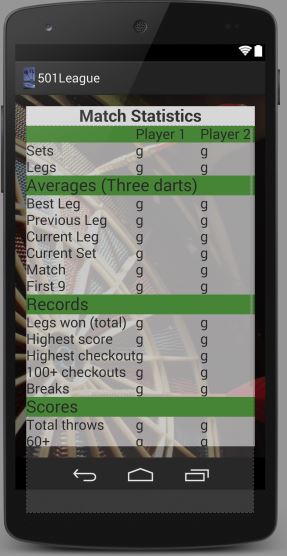 501League
Match Statistics
Player 1 Player 2
Sets g g
Legs g g
Averages (Three darts)
Best Leg g g
Previous Leg g g
Current Leg g g
Current Set g g
Match g g
First 9 g g
Records
Legs won (total) g g
Highest score g g
Highest checkoutg g
100+ checkouts g g
Breaks g g
Scores
Total throws g g
60+ g g